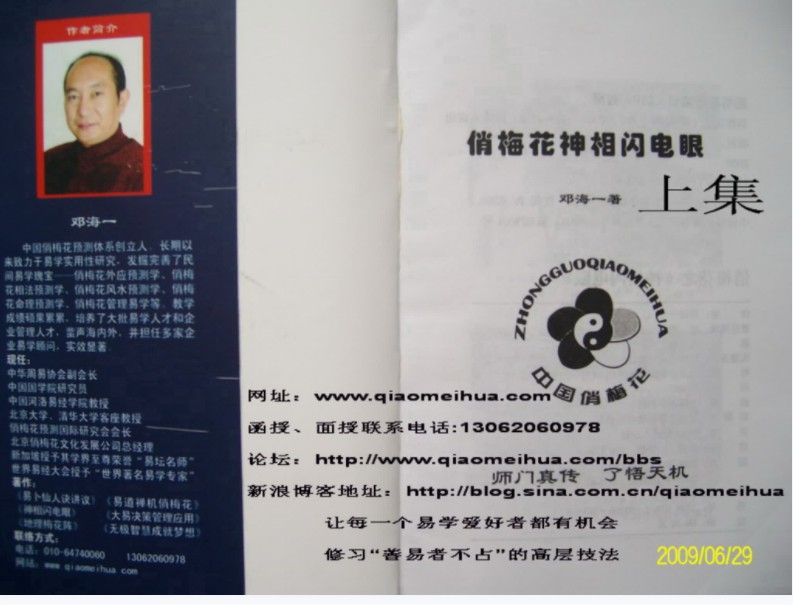 作者简介
邓海一
中国俏梅花预测体系创立人。长期以
来致力于易学实用性研究，发掘完善了民
间易学瑰宝——俏梅花外应预测学、俏梅
花相法预测学、俏梅花风水预测学、俏梅
花命理预测学、俏梅花管理易学等。教学
成绩硕果累累，培养了大批易学人才和企
业管理人才，蜚声海内外，并担任多家企
业易学顾问，实效显著。
现任：
中华周易协会副会长
中国国学院研究员
中国河洛易经学院教授
北京大学、清华大学客座教授
俏梅花预测国际研究会会长
北京俏梅花文化发展公司总经理
新加坡授予其学界至尊荣誉“易坛名师”
世界易经大会授予“世界著名易学专家”
著作：
《易卜仙人诀讲议》《易道禅机俏梅花》
《神相闪电眼》《大易决策管理应用》
《地理梅花阵》《无极智慧成就梦想》
联络方式：
电话：010-64740060 13062060978
网站：www.qiaomeihua.com
俏梅花神相闪电眼
邓海一著
上集
ZHONGGUOQIAOMEIHUA
中国俏梅花
网址：www.qiaomeihua.com
函授、面授联系电话:13062060978
论坛：http://www.qiaomeihua.com/bbs
师门真传 了悟天机
新浪博客地址：http://blog.sina.com.cn/qiaomeihua
让每一个易学爱好者都有机会
修习“善易者不占”的高层技法
2009/06/29